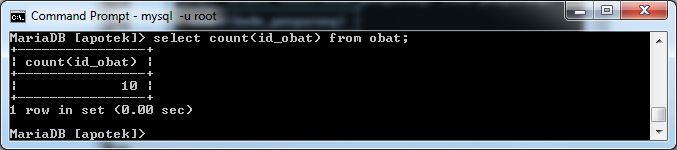 Command Prompt - mysql -u root
MariaDB [apotek]> select count(id_obat) from obat;
+----------------+
| count(id_obat) |
+----------------+
|             10 |
+----------------+
1 row in set (0.00 sec)
MariaDB [apotek]>